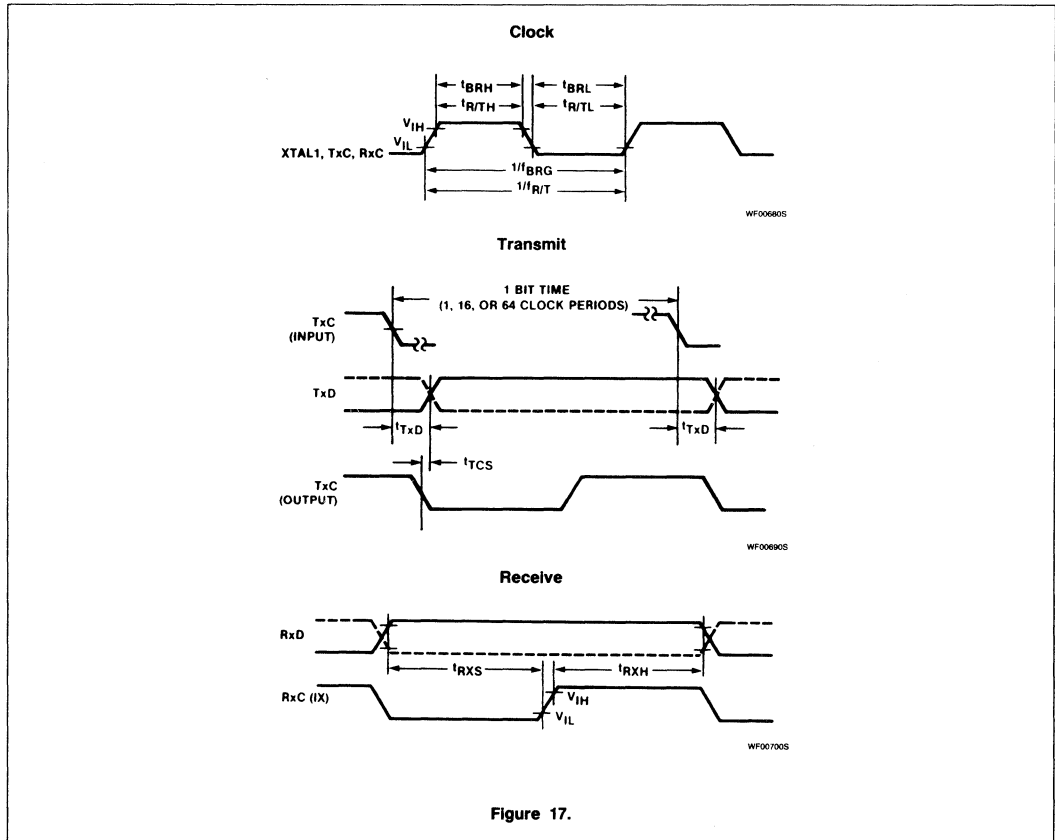 Clock
tBRH
tBRL
tR/TH
tR/TL
VIH
VIL
XTAL1, TxC, RxC
1/fBRG
1/fR/T
WF00680S
Transmit
1 BIT TIME
(1, 16, OR 64 CLOCK PERIODS)
TxC
(INPUT)
TxD
tTxD
tTxD
tTCS
TxC
(OUTPUT)
WF00690S
Receive
RxD
tRXS
tRXH
RxC (IX)
VIH
VIL
WF00700S
Figure 17.